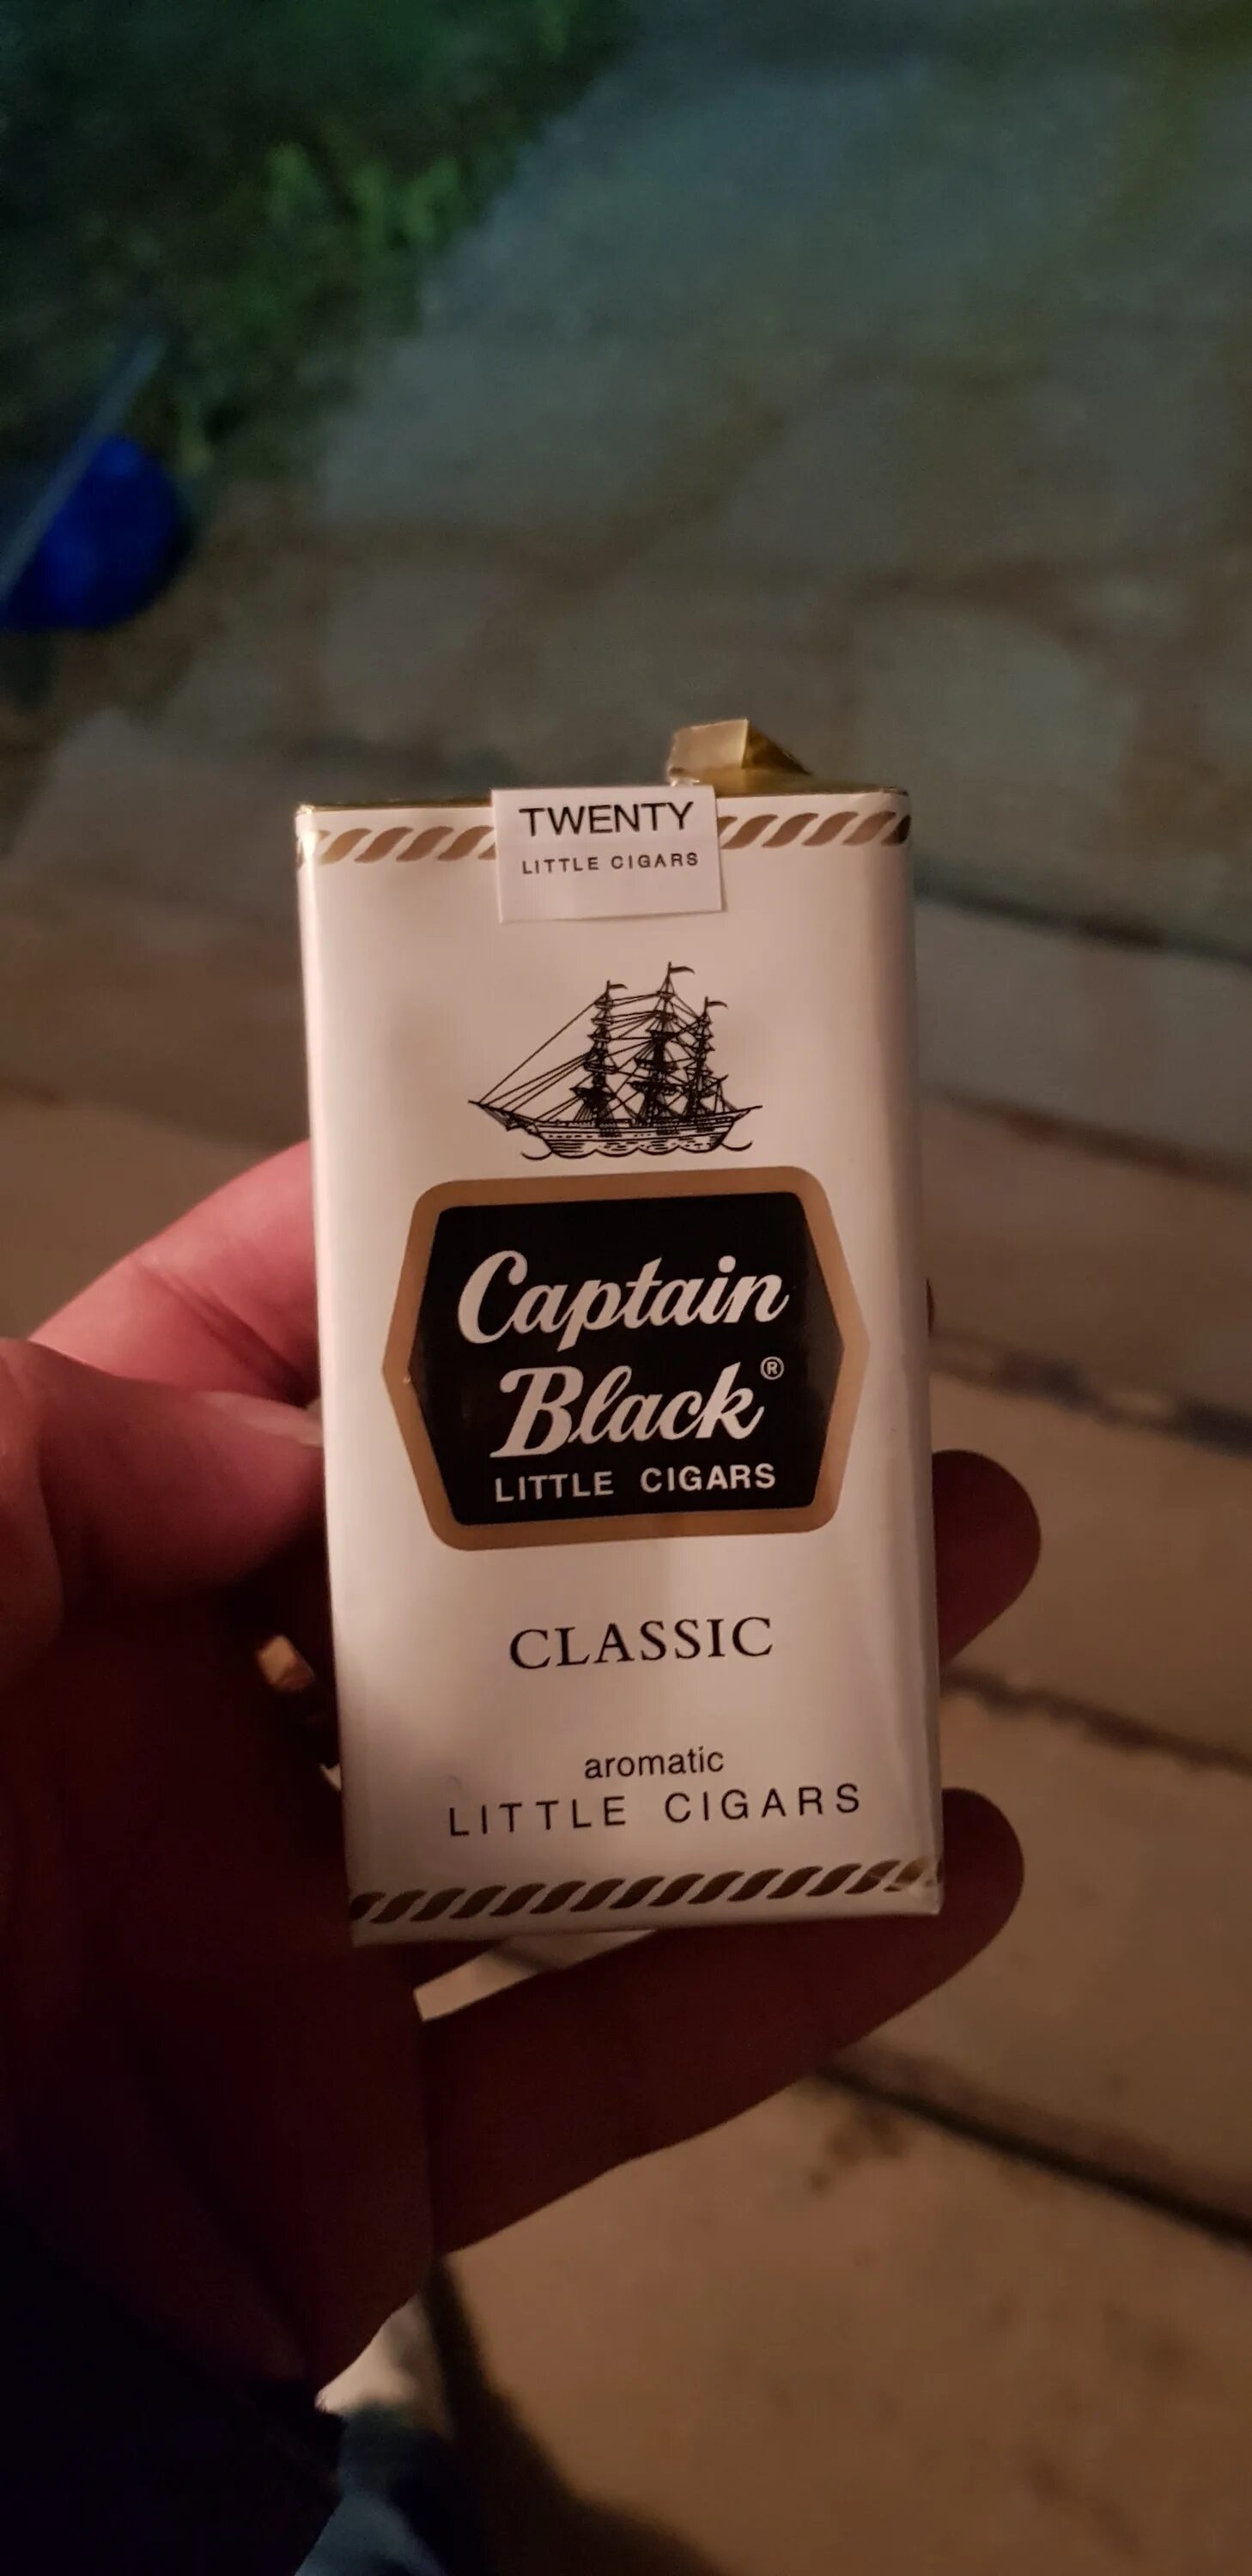 TWENTY
LITTLE CIGARS
Captain
Black®
LITTLE CIGARS
CLASSIC
aromatic
LITTLE CIGARS